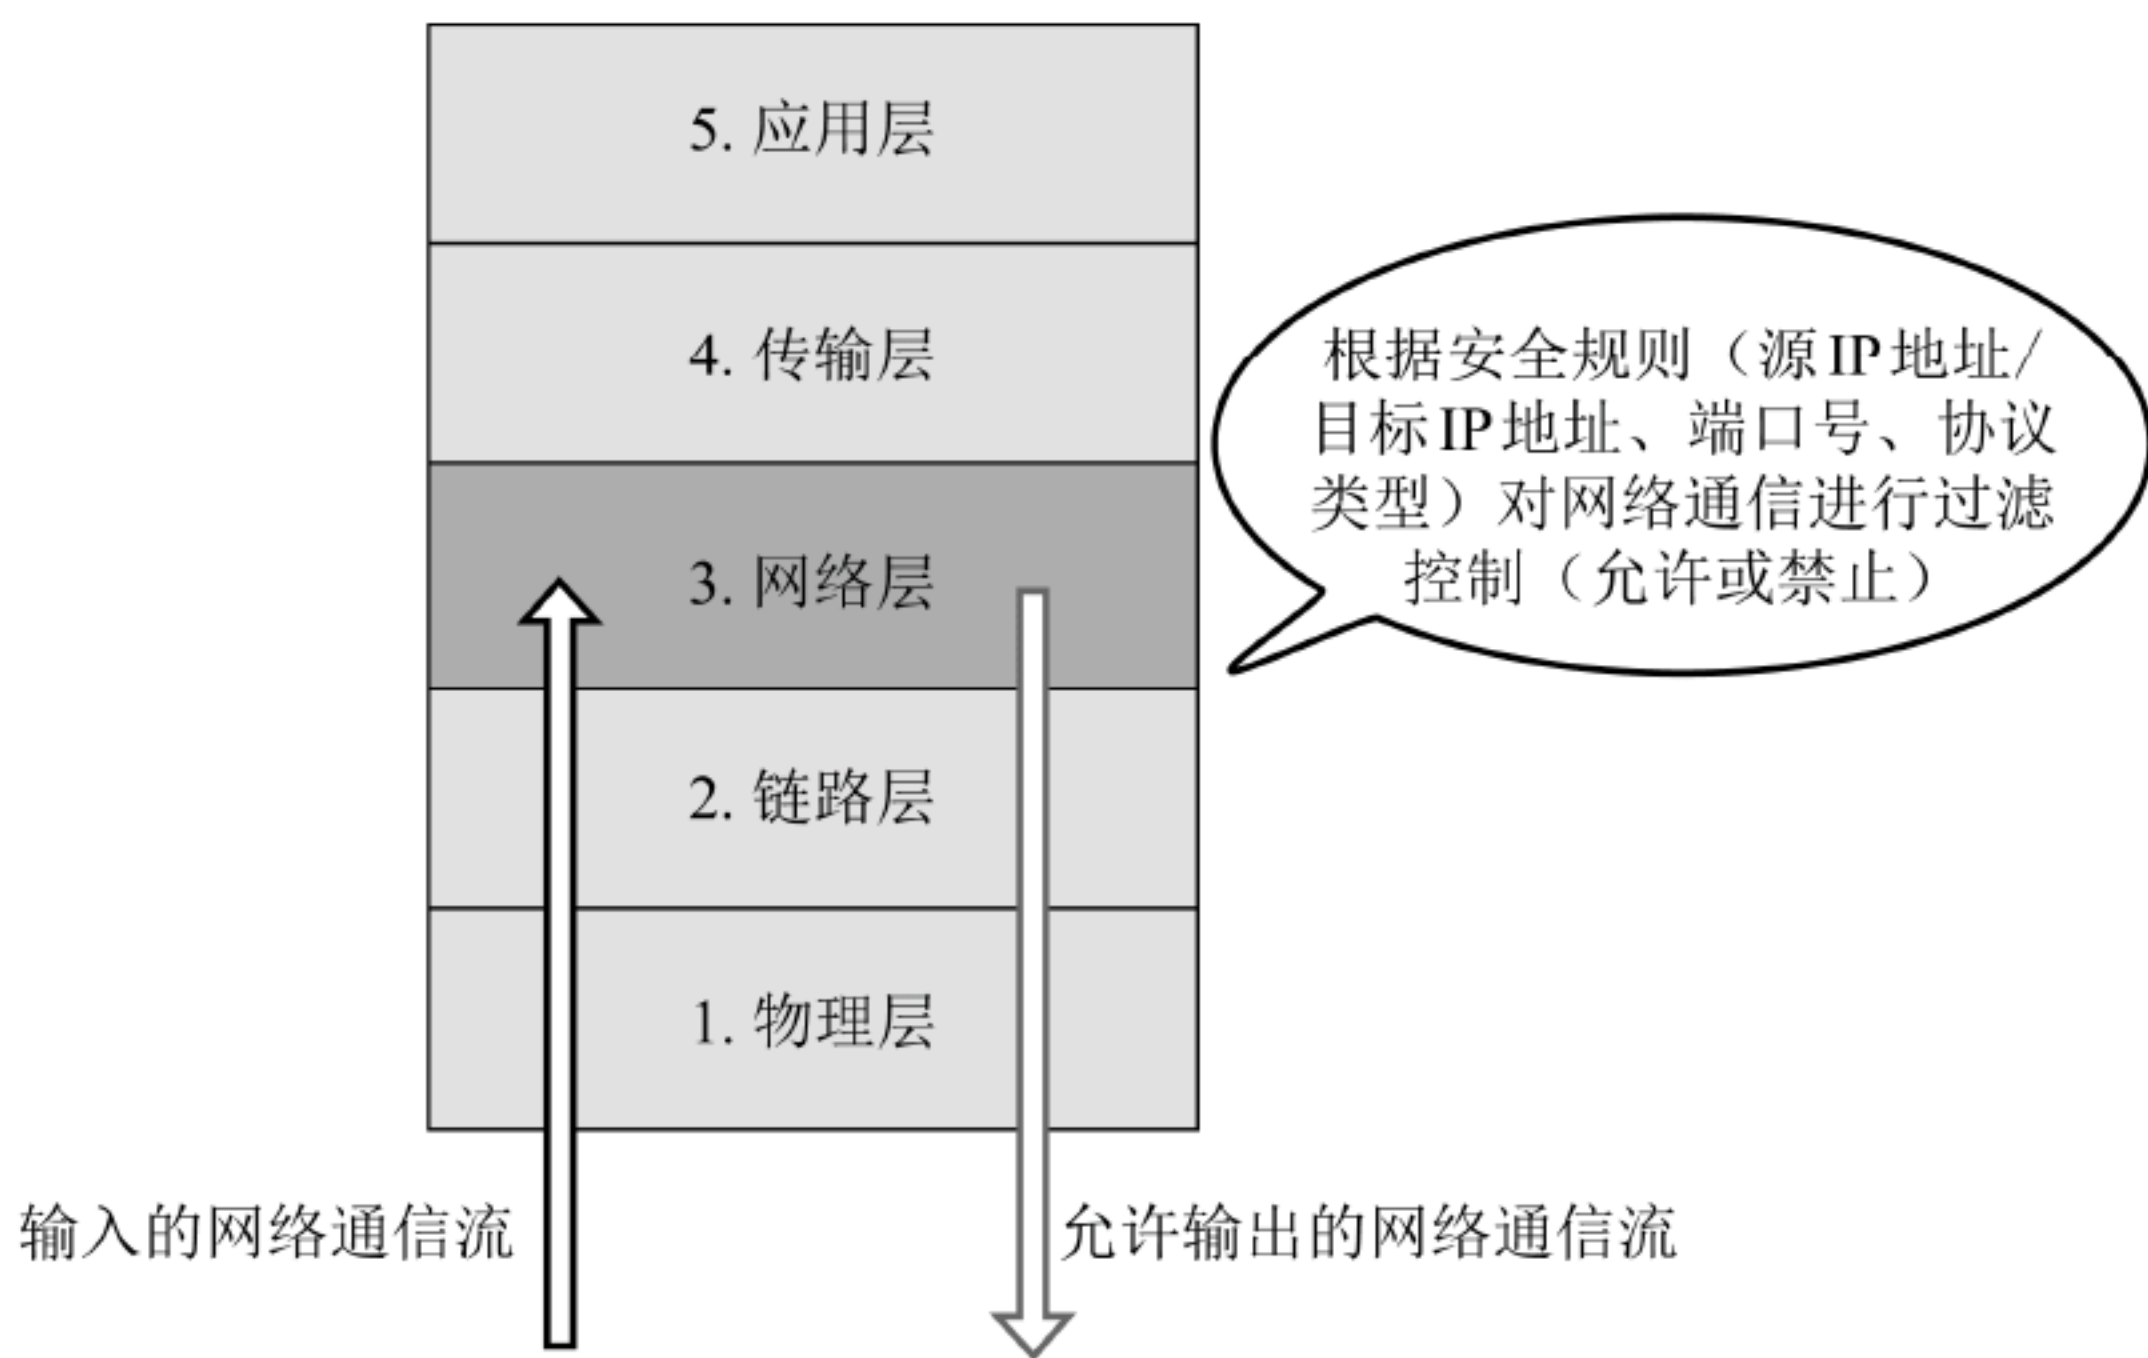 5. 应用层
4. 传输层
根据安全规则（源IP地址/
目标IP地址、端口号、协议
类型）对网络通信进行过滤
控制（允许或禁止）
3. 网络层
2. 链路层
1. 物理层
输入的网络通信流
允许输出的网络通信流